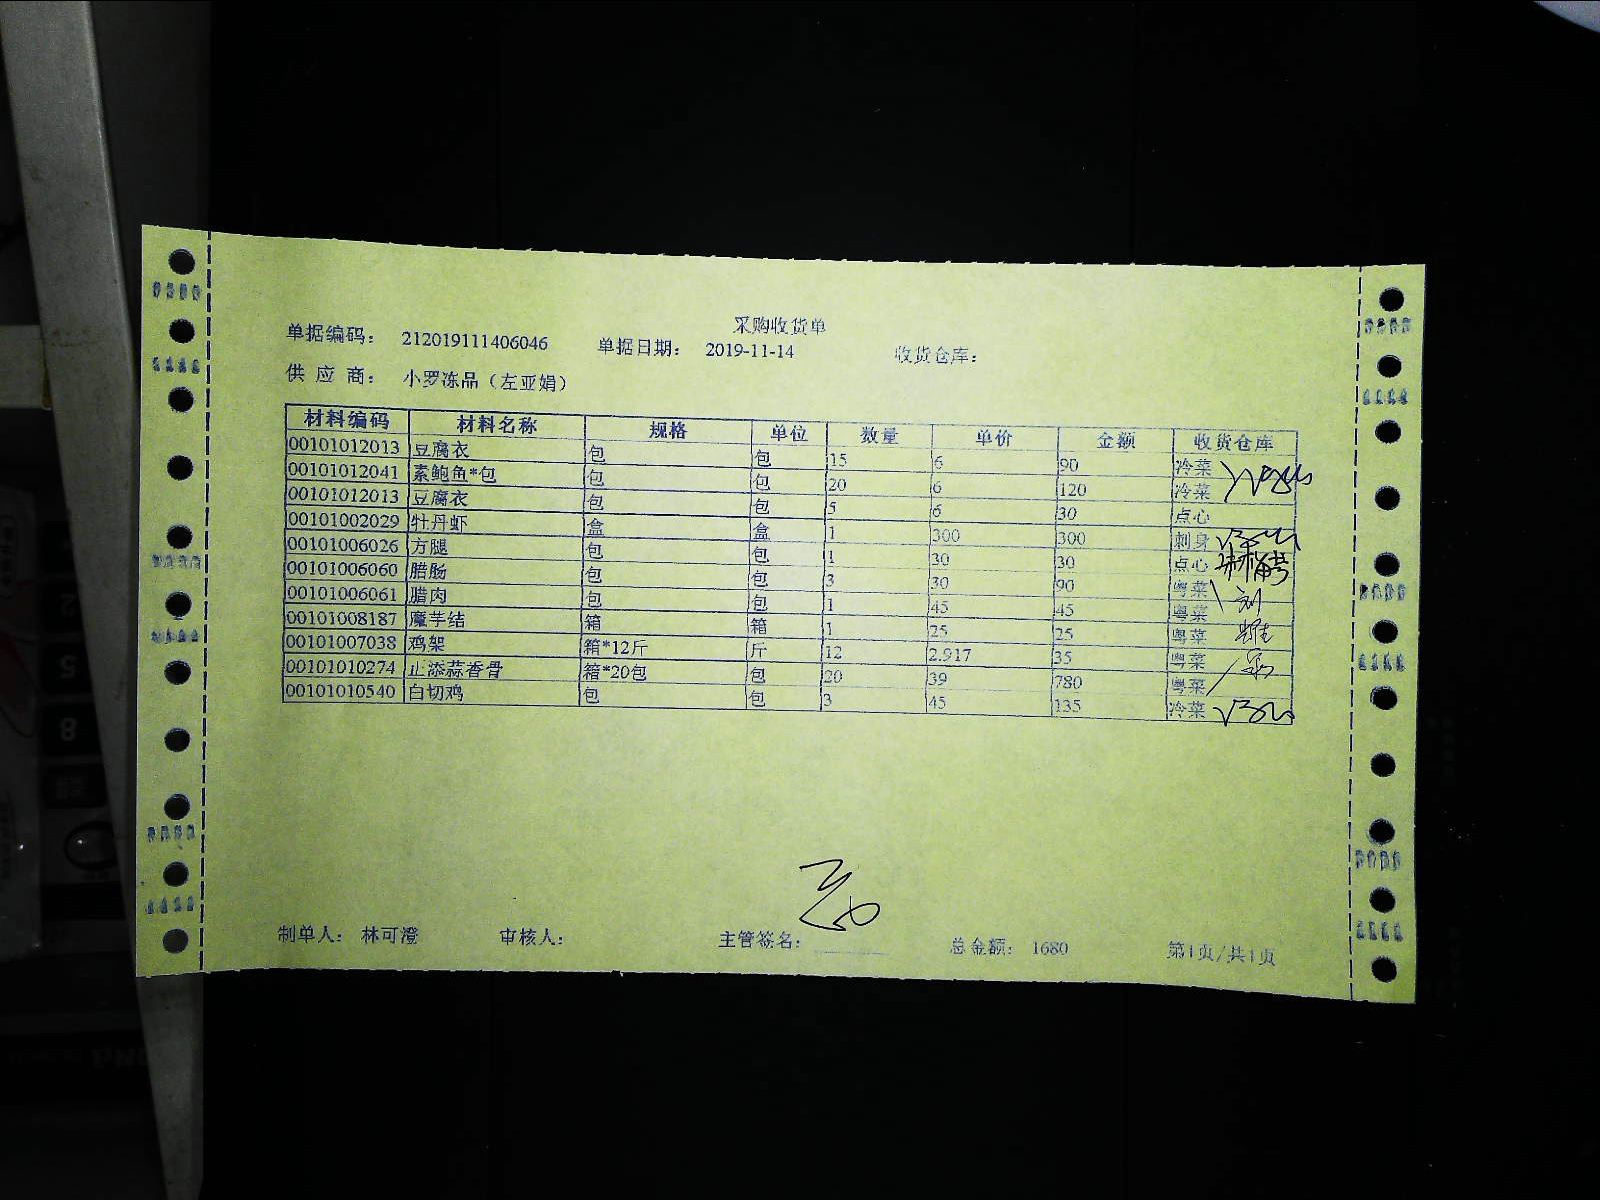 采购收货单
单据编码： 212019111406046 单据日期： 2019-11-14 收货仓库：
供 应 商： 小罗冻品（左亚娟）
材料编码 材料名称 规格 单位 数量 单价 金额 收货仓库
00101012013 豆腐衣 包 包 15 6 90 冷菜
00101012041 素鲍鱼*包 包 包 20 6 120 冷菜
00101012013 豆腐衣 包 包 5 6 30 点心
00101002029 牡丹虾 盒 盒 1 300 300 刺身
00101006026 方腿 包 包 1 30 30 点心
00101006060 腊肠 包 包 3 30 90 粤菜
00101006061 腊肉 包 包 1 45 45 粤菜
00101008187 魔芋结 箱 箱 1 25 25 粤菜
00101007038 鸡架 箱*12斤 斤 12 2.917 35 粤菜
00101010274 正添蒜香骨 箱*20包 包 20 39 780 粤菜
00101010540 白切鸡 包 包 3 45 135 冷菜
制单人： 林可澄 审核人： 主管签名： 总金额： 1680 第1页/共1页